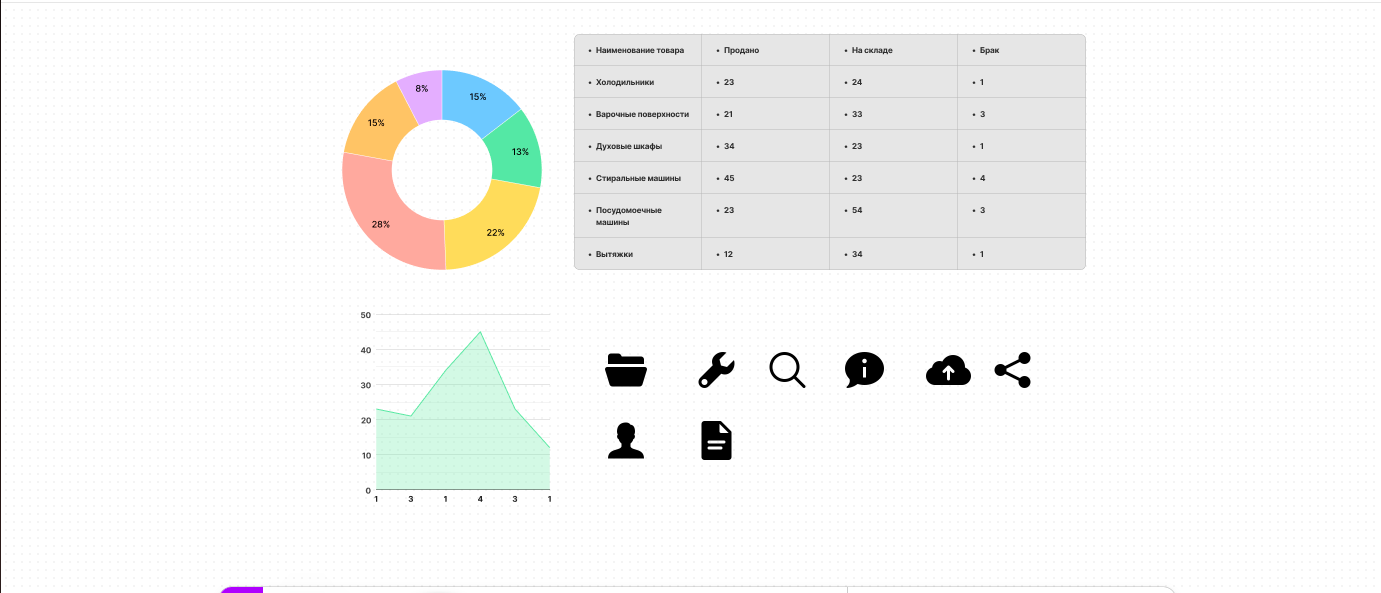 8%
15%
15%
13%
28%
22%
• Наименование товара • Продано • На складе • Брак
• Холодильники • 23 • 24 • 1
• Варочные поверхности • 21 • 33 • 3
• Духовые шкафы • 34 • 23 • 1
• Стиральные машины • 45 • 23 • 4
• Посудомоечные • 23 • 54 • 3
машины
• Вытяжки • 12 • 34 • 1
50
40
30
20
10
0
1 3 1 4 3 1